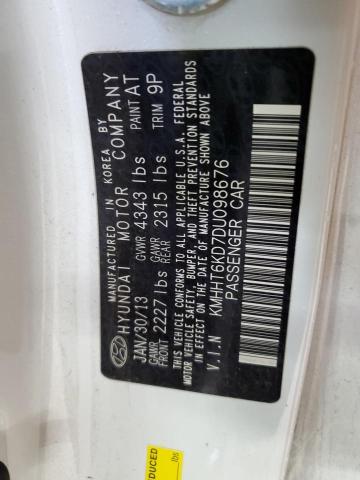 MANUFACTURED IN KOREA BY
HYUNDAI MOTOR COMPANY
JAN/30/13 GVWR 4343 lbs PAINT AT
GAWR FRONT 2227 lbs GAWR REAR 2315 lbs TRIM 9P
THIS VEHICLE CONFORMS TO ALL APPLICABLE U.S.A. FEDERAL
MOTOR VEHICLE SAFETY, BUMPER, AND THEFT PREVENTION STANDARDS
IN EFFECT ON THE DATE OF MANUFACTURE SHOWN ABOVE
V.I.N KMHHT6KD7DU098676
PASSENGER CAR
DUCED
lbs